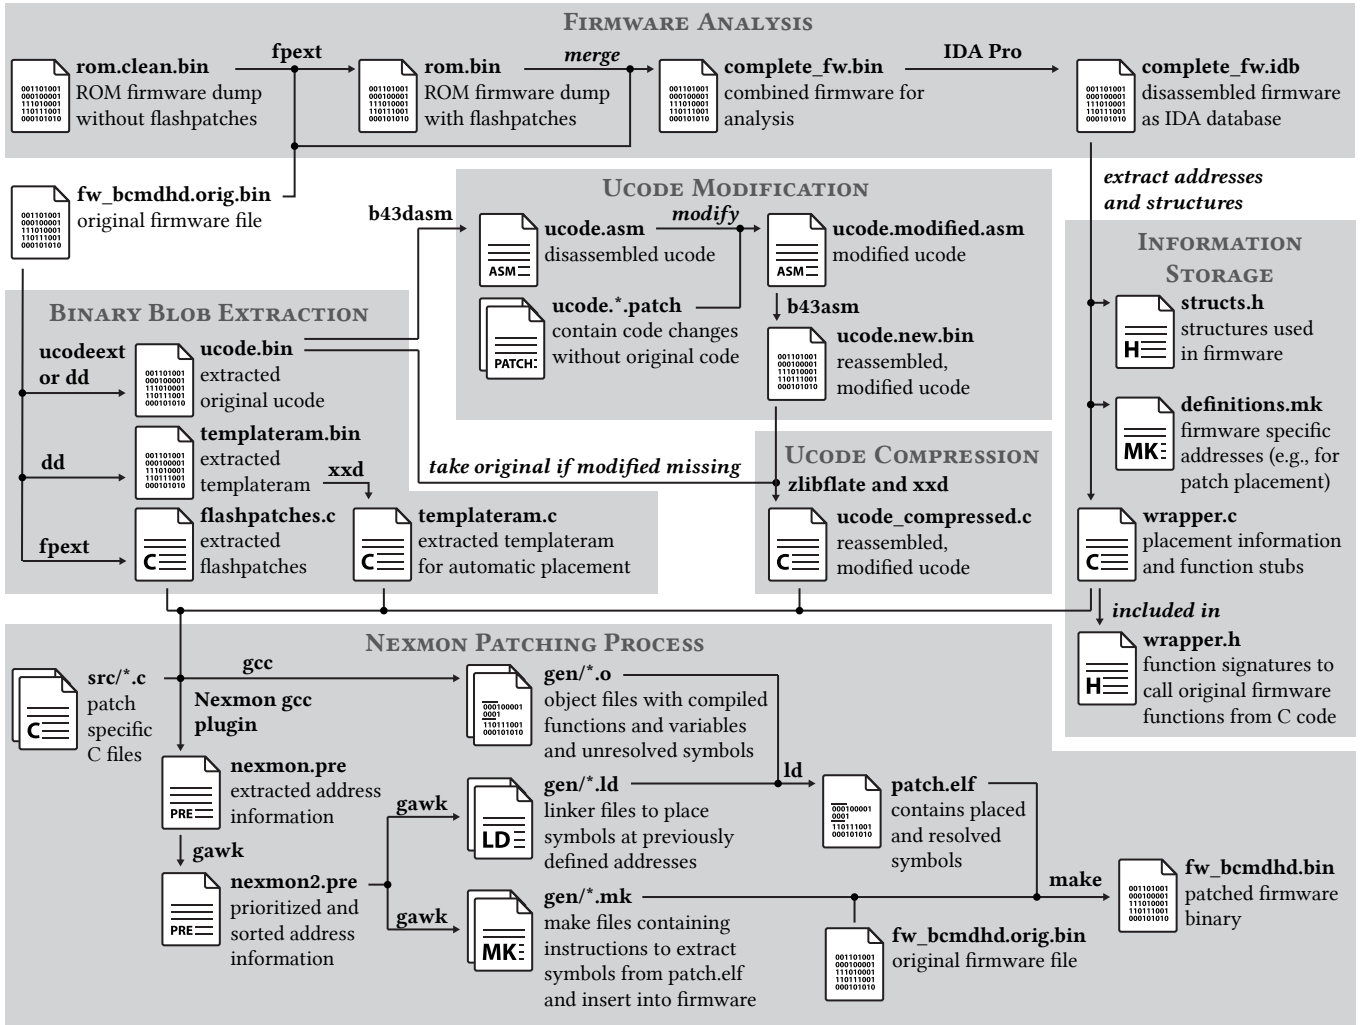 FIRMWARE ANALYSIS
rom.clean.bin
ROM firmware dump
without flashpatches
fpext
rom.bin
ROM firmware dump
with flashpatches
merge
complete_fw.bin
combined firmware for
analysis
IDA Pro
complete_fw.idb
disassembled firmware
as IDA database
fw_bcmdhd.orig.bin
original firmware file
extract addresses
and structures
UCODE MODIFICATION
b43dasm
ucode.asm
disassembled ucode
modify
ucode.modified.asm
modified ucode
ucode.*.patch
contain code changes
without original code
b43asm
ucode.new.bin
reassembled,
modified ucode
INFORMATION
STORAGE
structs.h
structures used
in firmware
definitions.mk
firmware specific
addresses (e.g., for
patch placement)
wrapper.c
placement information
and function stubs
included in
wrapper.h
function signatures to
call original firmware
functions from C code
BINARY BLOB EXTRACTION
ucodeext
or dd
ucode.bin
extracted
original ucode
dd
templateram.bin
extracted
templateram
xxd
fpext
flashpatches.c
extracted
flashpatches
templateram.c
extracted templateram
for automatic placement
take original if modified missing
UCODE COMPRESSION
zlibflate and xxd
ucode_compressed.c
reassembled,
modified ucode
NEXMON PATCHING PROCESS
src/*.c
patch
specific
C files
gcc
Nexmon gcc
plugin
gen/*.o
object files with compiled
functions and variables
and unresolved symbols
nexmon.pre
extracted address
information
gawk
nexmon2.pre
prioritized and
sorted address
information
gawk
gen/*.ld
linker files to place
symbols at previously
defined addresses
gawk
gen/*.mk
make files containing
instructions to extract
symbols from patch.elf
and insert into firmware
ld
patch.elf
contains placed
and resolved
symbols
fw_bcmdhd.orig.bin
original firmware file
make
fw_bcmdhd.bin
patched firmware
binary
ASM
ASM
PATCH
H
MK
C
H
C
C
C
C
PRE
PRE
LD
MK